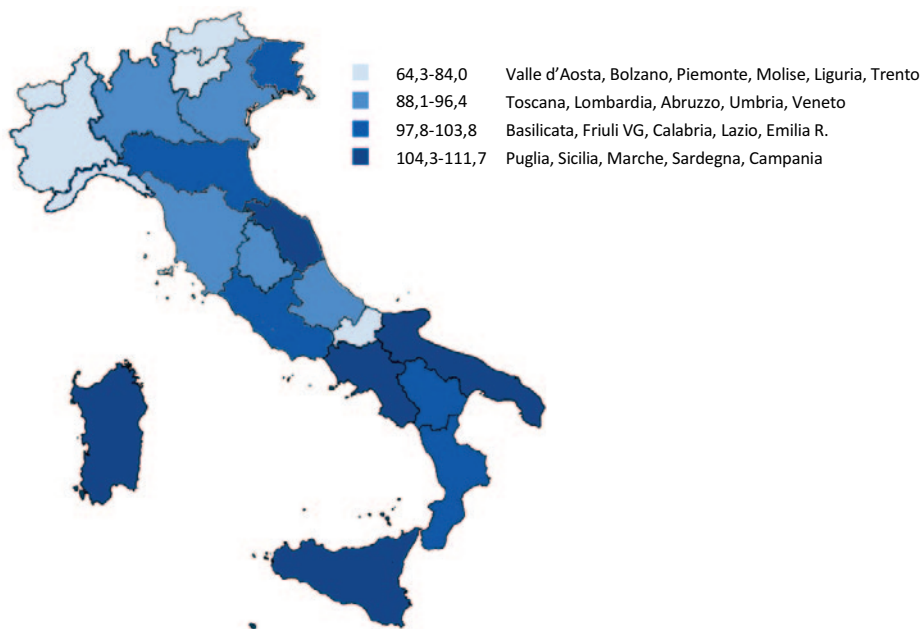 64,3-84,0 Valle d’Aosta, Bolzano, Piemonte, Molise, Liguria, Trento
88,1-96,4 Toscana, Lombardia, Abruzzo, Umbria, Veneto
97,8-103,8 Basilicata, Friuli VG, Calabria, Lazio, Emilia R.
104,3-111,7 Puglia, Sicilia, Marche, Sardegna, Campania